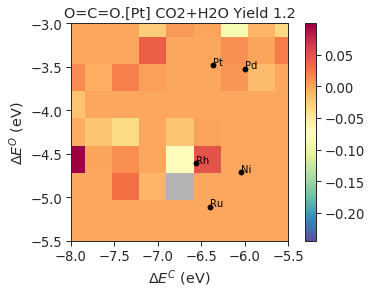 O=C=O.[Pt] CO2+H2O Yield 1.2
−3.0
−3.5
−4.0
−4.5
−5.0
−5.5
ΔE^O (eV)
Pt
Pd
Rh
Ni
Ru
−8.0 −7.5 −7.0 −6.5 −6.0 −5.5
ΔE^C (eV)
0.05
0.00
−0.05
−0.10
−0.15
−0.20